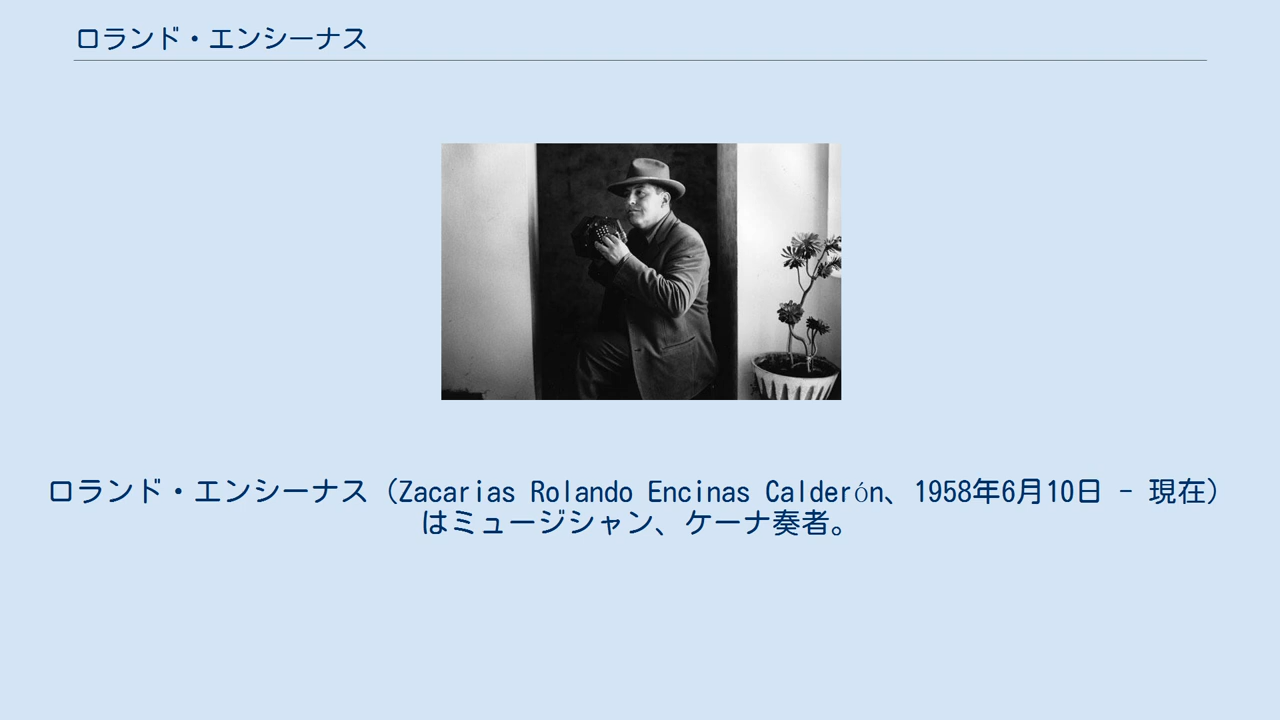 ロランド・エンシーナス
ロランド・エンシーナス（Zacarias Rolando Encinas Calderón、1958年6月10日 - 現在）
はミュージシャン、ケーナ奏者。